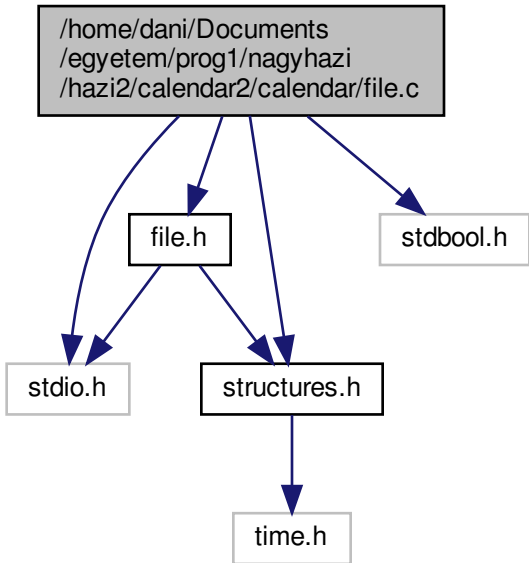 /home/dani/Documents
/egyetem/prog1/nagyhazi
/hazi2/calendar2/calendar/file.c
file.h
stdbool.h
stdio.h
structures.h
time.h